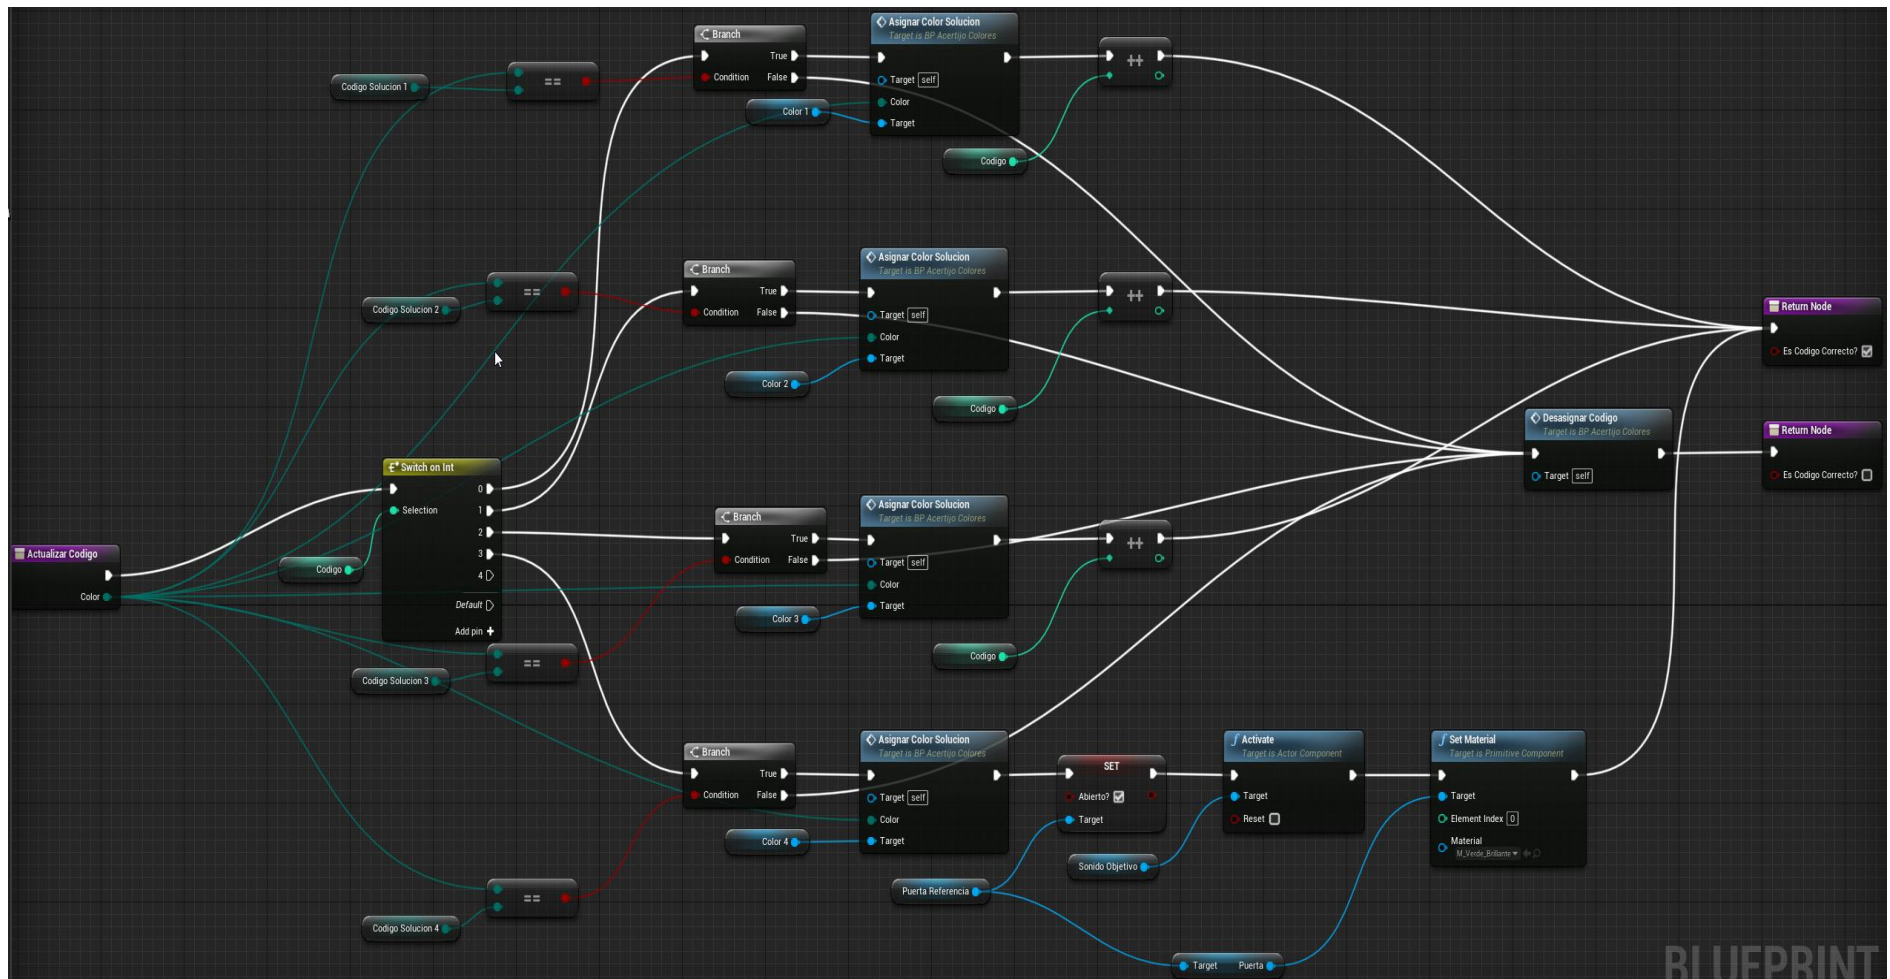 Branch
True
Condition
False
Asignar Color Solucion
Target is BP Acertijo Colores
Target self
Color
Target
Codigo Solucion 1
==
Color 1
++
Codigo
Branch
True
Condition
False
Asignar Color Solucion
Target is BP Acertijo Colores
Target self
Color
Target
Codigo Solucion 2
==
Color 2
++
Codigo
Return Node
Es Codigo Correcto?
Desasignar Codigo
Target is BP Acertijo Colores
Target self
Return Node
Es Codigo Correcto?
Switch on Int
0
Selection
1
2
3
4
Default
Add pin +
Actualizar Codigo
Color
Codigo
Branch
True
Condition
False
Asignar Color Solucion
Target is BP Acertijo Colores
Target self
Color
Target
Color 3
++
Codigo
Codigo Solucion 3
==
Branch
True
Condition
False
Asignar Color Solucion
Target is BP Acertijo Colores
Target self
Color
Target
Color 4
SET
Abierto?
Target
Activate
Target is Actor Component
Target
Reset
Set Material
Target is Primitive Component
Target
Element Index 0
Material
M_Verde_Brillante
Sonido Objetivo
Puerta Referencia
Codigo Solucion 4
==
Target Puerta
BLUEPRINT